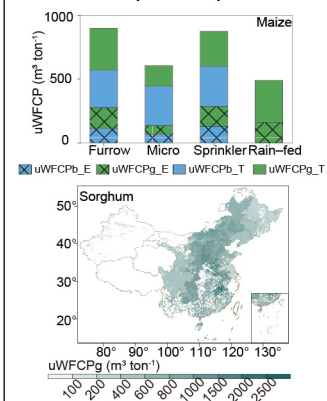 1000
Maize
500
0
uWFCP (m³ ton⁻¹)
Furrow Micro Sprinkler Rain–fed
uWFCPb_E uWFCPg_E uWFCPb_T uWFCPg_T
Sorghum
50°
40°
30°
20°
80° 90° 100° 110° 120° 130°
uWFCPg (m³ ton⁻¹)
100 200 400 600 800 1000 1500 2000 2500